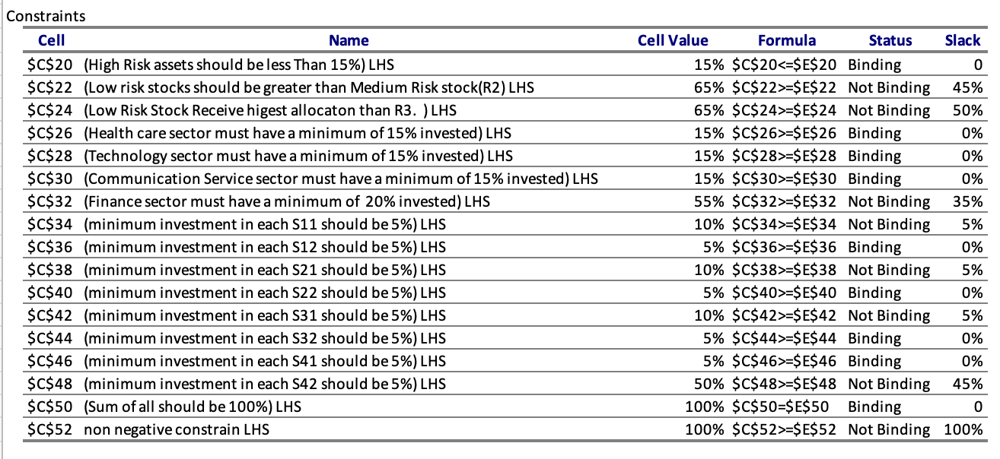 Constraints
Cell Name Cell Value Formula Status Slack
$C$20 (High Risk assets should be less Than 15%) LHS 15% $C$20<=$E$20 Binding 0
$C$22 (Low risk stocks should be greater than Medium Risk stock(R2) LHS 65% $C$22>=$E$22 Not Binding 45%
$C$24 (Low Risk Stock Receive higest allocaton than R3. ) LHS 65% $C$24>=$E$24 Not Binding 50%
$C$26 (Health care sector must have a minimum of 15% invested) LHS 15% $C$26>=$E$26 Binding 0%
$C$28 (Technology sector must have a minimum of 15% invested) LHS 15% $C$28>=$E$28 Binding 0%
$C$30 (Communication Service sector must have a minimum of 15% invested) LHS 15% $C$30>=$E$30 Binding 0%
$C$32 (Finance sector must have a minimum of 20% invested) LHS 55% $C$32>=$E$32 Not Binding 35%
$C$34 (minimum investment in each S11 should be 5%) LHS 10% $C$34>=$E$34 Not Binding 5%
$C$36 (minimum investment in each S12 should be 5%) LHS 5% $C$36>=$E$36 Binding 0%
$C$38 (minimum investment in each S21 should be 5%) LHS 10% $C$38>=$E$38 Not Binding 5%
$C$40 (minimum investment in each S22 should be 5%) LHS 5% $C$40>=$E$40 Binding 0%
$C$42 (minimum investment in each S31 should be 5%) LHS 10% $C$42>=$E$42 Not Binding 5%
$C$44 (minimum investment in each S32 should be 5%) LHS 5% $C$44>=$E$44 Binding 0%
$C$46 (minimum investment in each S41 should be 5%) LHS 5% $C$46>=$E$46 Binding 0%
$C$48 (minimum investment in each S42 should be 5%) LHS 50% $C$48>=$E$48 Not Binding 45%
$C$50 (Sum of all should be 100%) LHS 100% $C$50=$E$50 Binding 0
$C$52 non negative constrain LHS 100% $C$52>=$E$52 Not Binding 100%